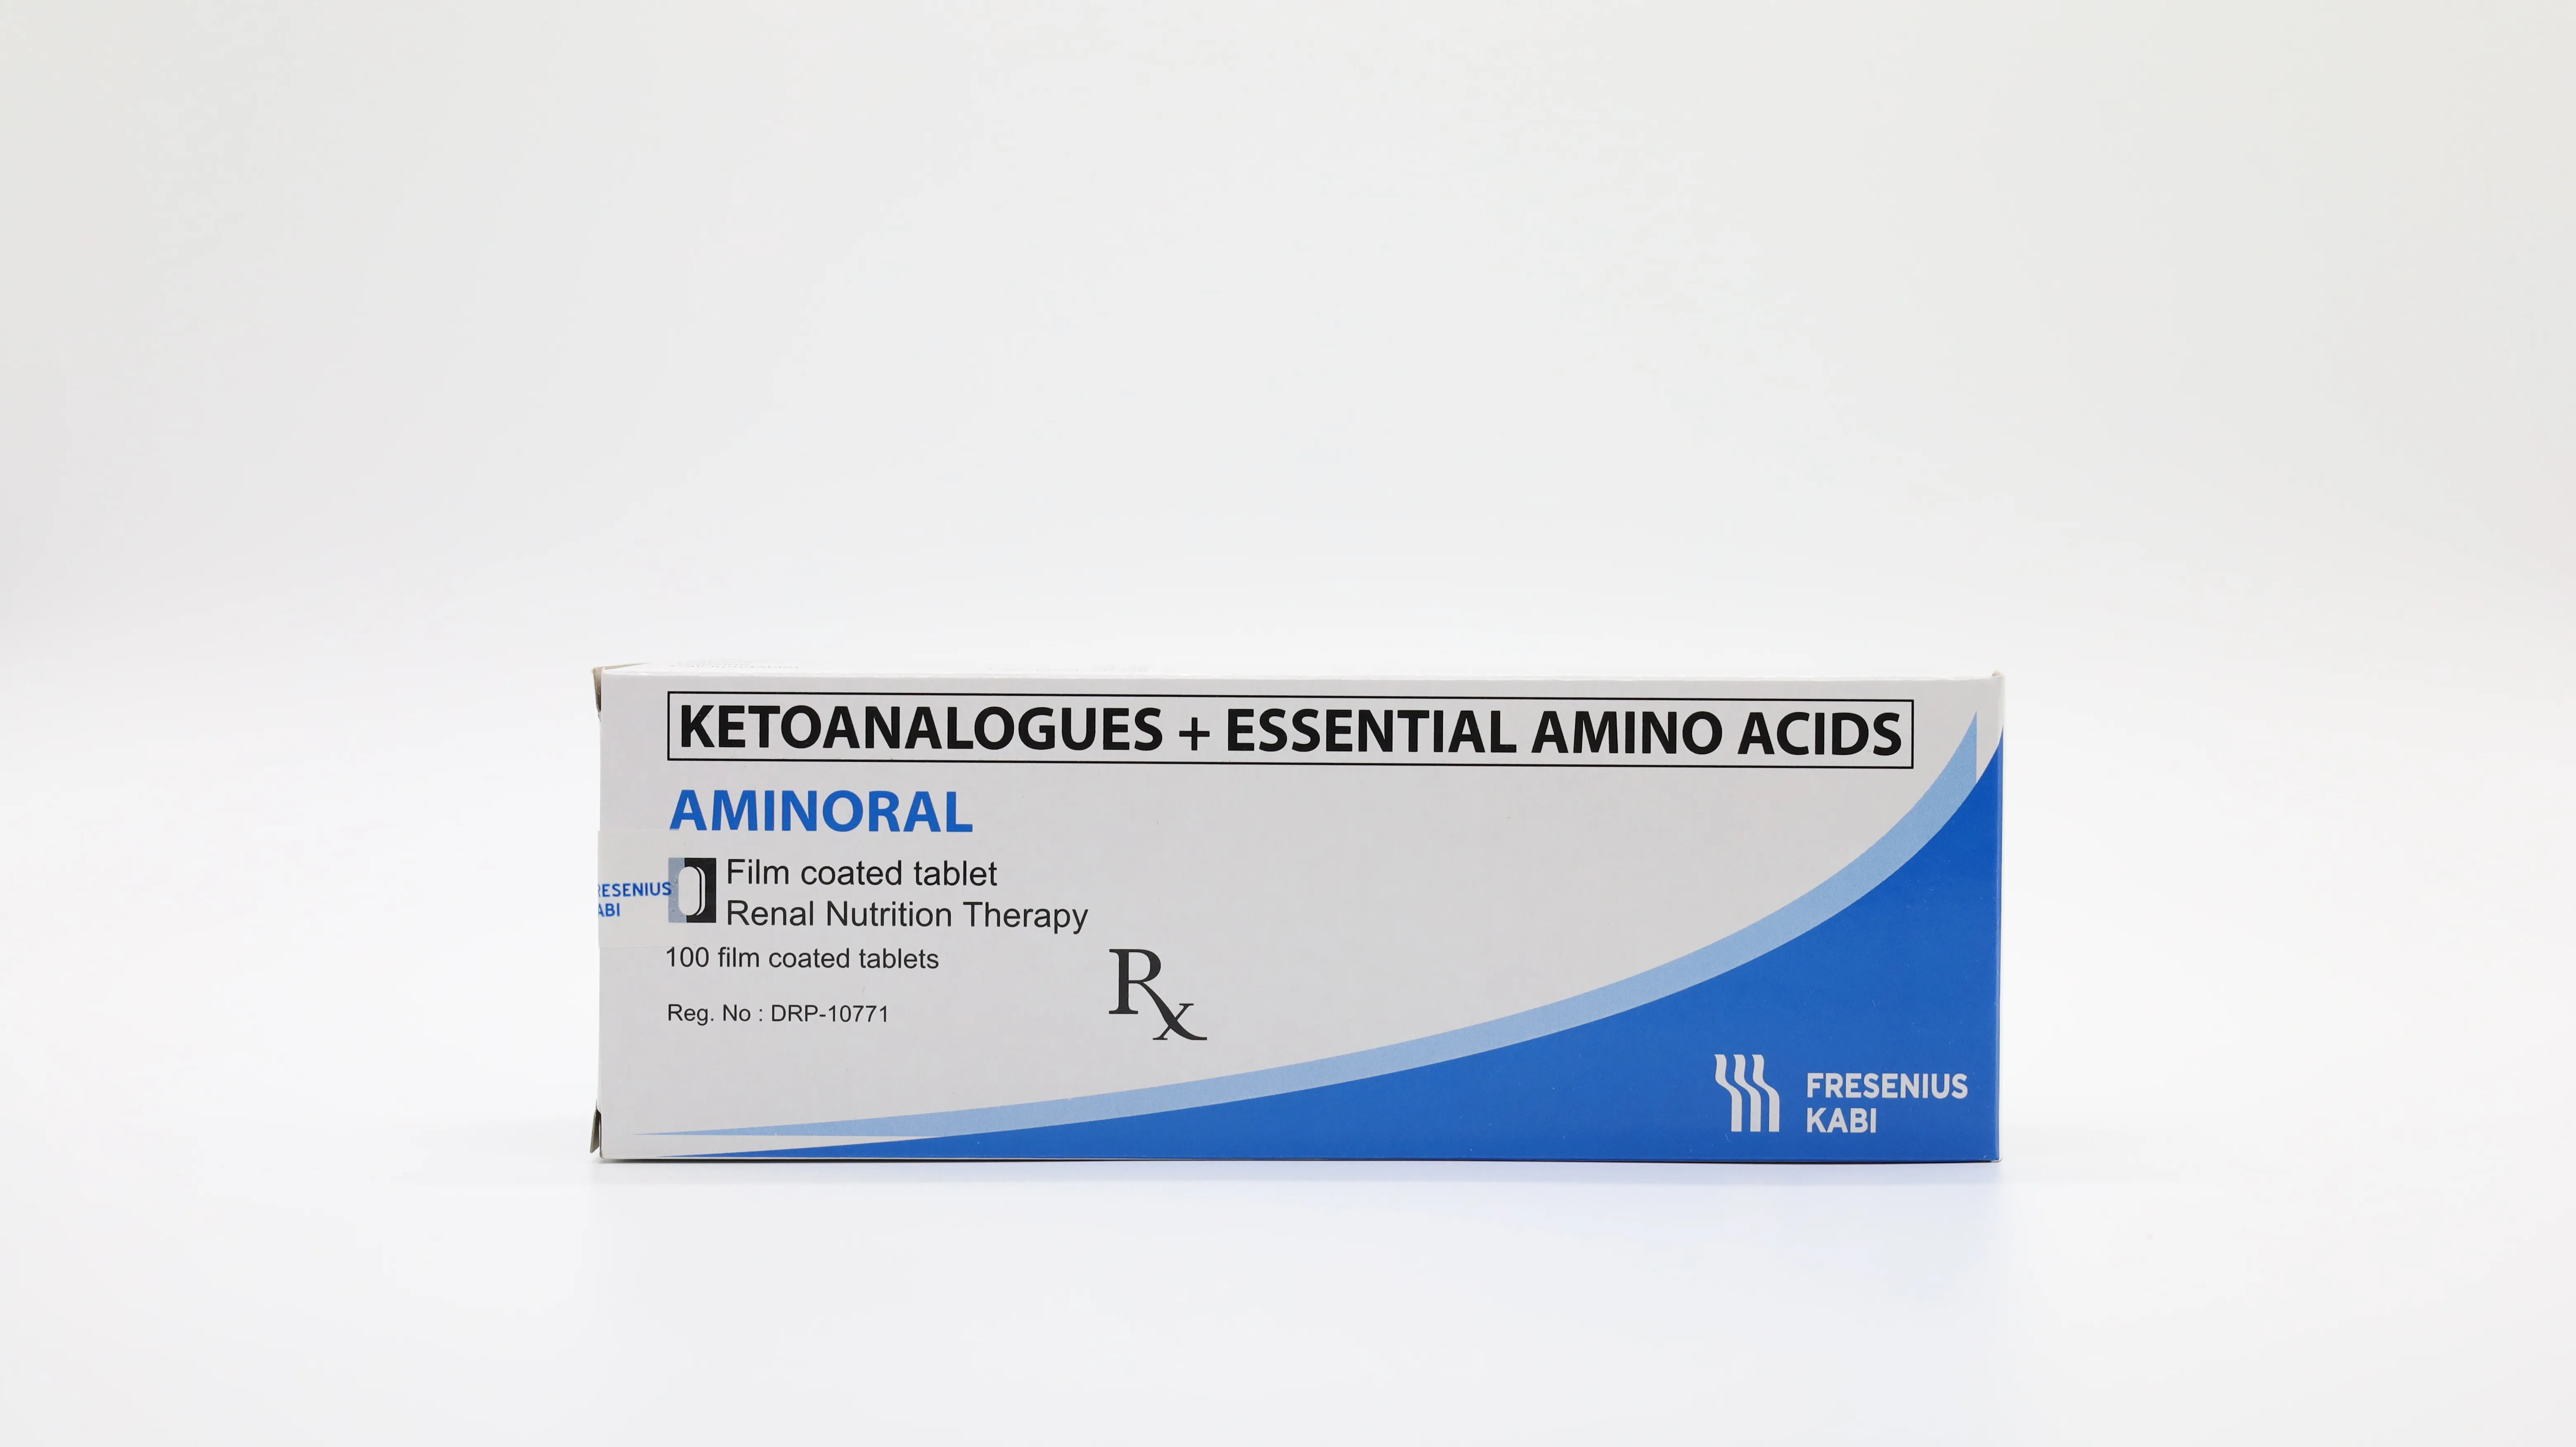 KETOANALOGUES + ESSENTIAL AMINO ACIDS
AMINORAL
Film coated tablet
Renal Nutrition Therapy
RESENIUS
ABI
100 film coated tablets
Rx
Reg. No : DRP-10771
FRESENIUS
KABI